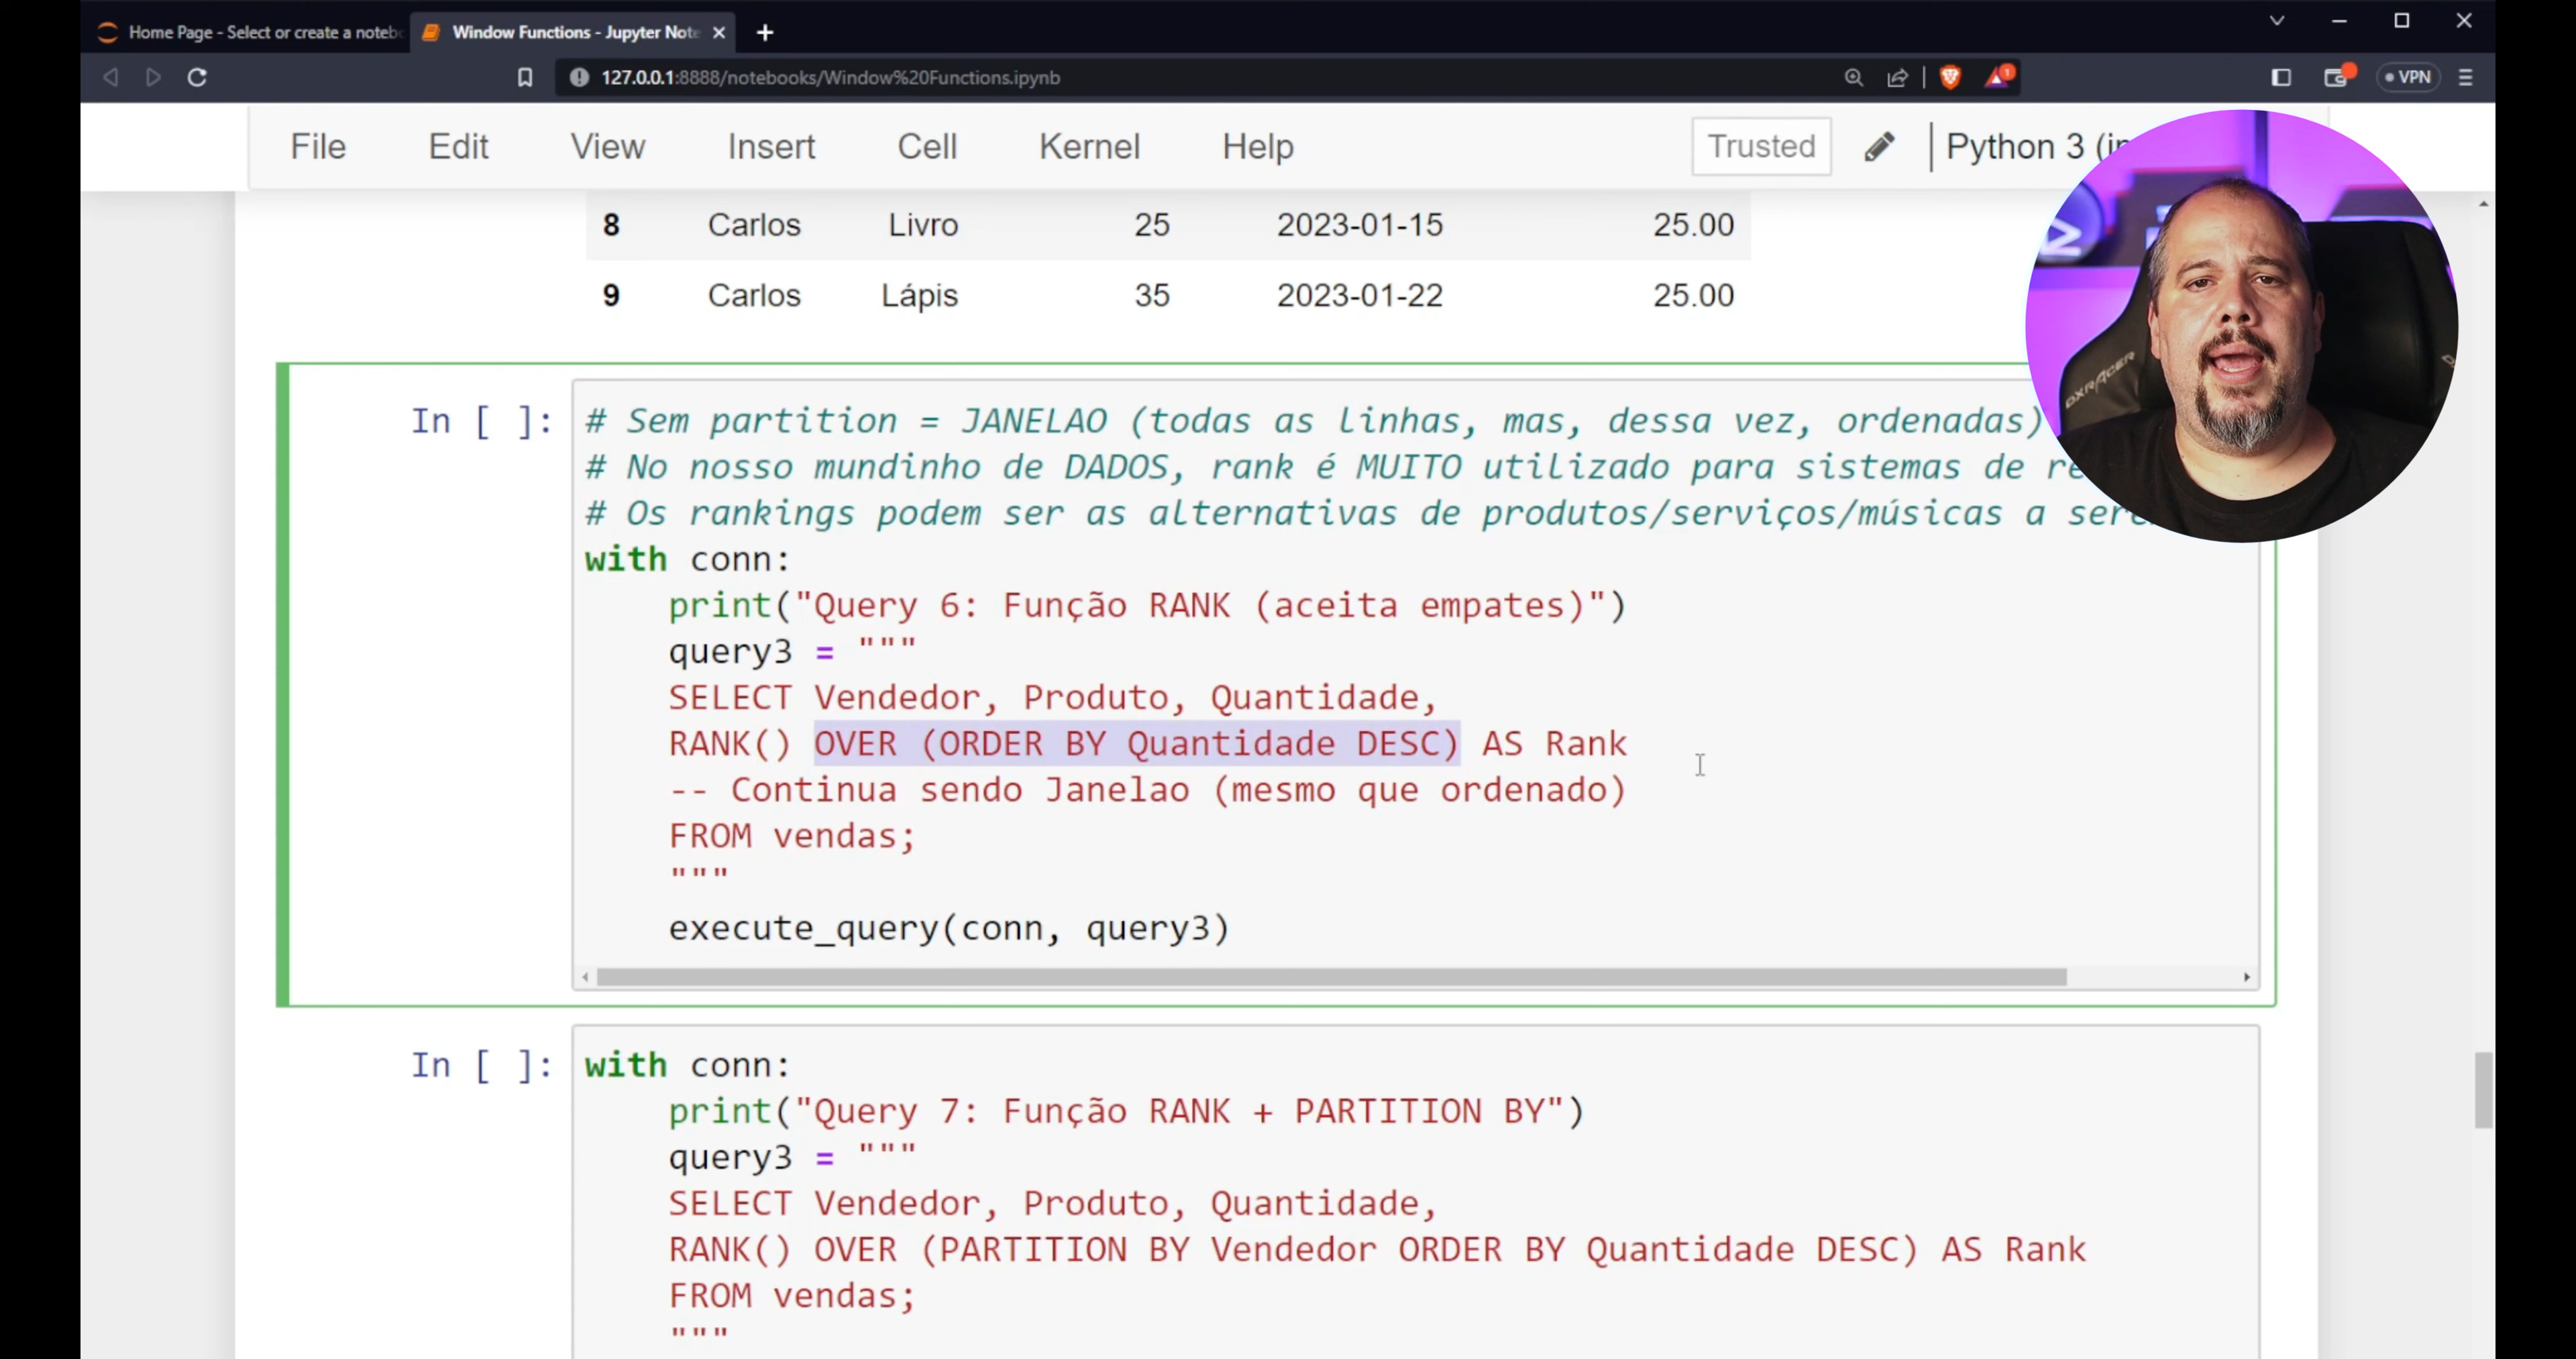 Home Page - Select or create a noteb
Window Functions - Jupyter Note
127.0.0.1:8888/notebooks/Window%20Functions.ipynb
1
VPN
File Edit View Insert Cell Kernel Help Trusted Python 3
8 Carlos Livro 25 2023-01-15 25.00
9 Carlos Lápis 35 2023-01-22 25.00
DXRACER
In [ ]:
# Sem partition = JANELAO (todas as linhas, mas, dessa vez, ordenadas)
# No nosso mundinho de DADOS, rank é MUITO utilizado para sistemas de
# Os rankings podem ser as alternativas de produtos/serviços/músicas a
with conn:
print("Query 6: Função RANK (aceita empates)")
query3 = """
SELECT Vendedor, Produto, Quantidade,
RANK() OVER (ORDER BY Quantidade DESC) AS Rank
-- Continua sendo Janelao (mesmo que ordenado)
FROM vendas;
"""
execute_query(conn, query3)
In [ ]:
with conn:
print("Query 7: Função RANK + PARTITION BY")
query3 = """
SELECT Vendedor, Produto, Quantidade,
RANK() OVER (PARTITION BY Vendedor ORDER BY Quantidade DESC) AS Rank
FROM vendas;
"""